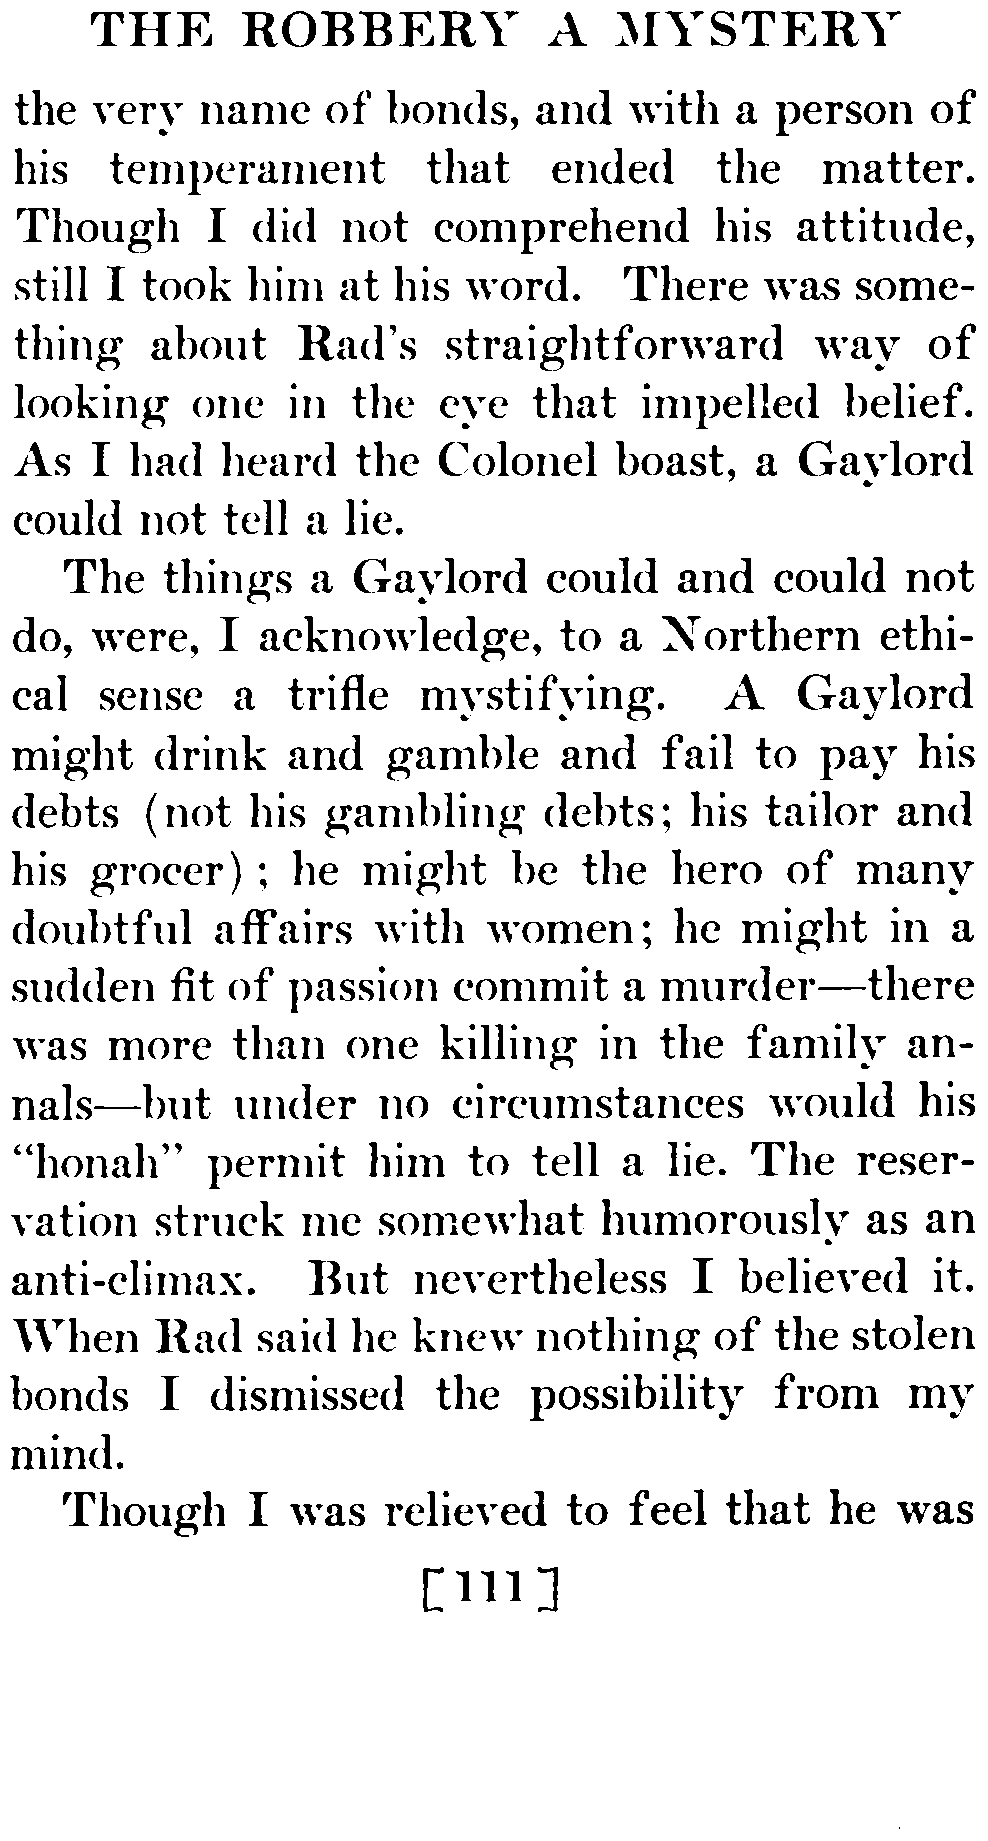 THE ROBBERY A MYSTERY
the very name of bonds, and with a person of
his temperament that ended the matter.
Though I did not comprehend his attitude,
still I took him at his word. There was some-
thing about Rad's straightforward way of
looking one in the eye that impelled belief.
As I had heard the Colonel boast, a Gaylord
could not tell a lie.
The things a Gaylord could and could not
do, were, I acknowledge, to a Northern ethi-
cal sense a trifle mystifying. A Gaylord
might drink and gamble and fail to pay his
debts (not his gambling debts; his tailor and
his grocer) ; he might be the hero of many
doubtful affairs with women; he might in a
sudden fit of passion commit a murder—there
was more than one killing in the family an-
nals—but under no circumstances would his
“honah” permit him to tell a lie. The reser-
vation struck me somewhat humorously as an
anti-climax. But nevertheless I believed it.
When Rad said he knew nothing of the stolen
bonds I dismissed the possibility from my
mind.
Though I was relieved to feel that he was
[111]